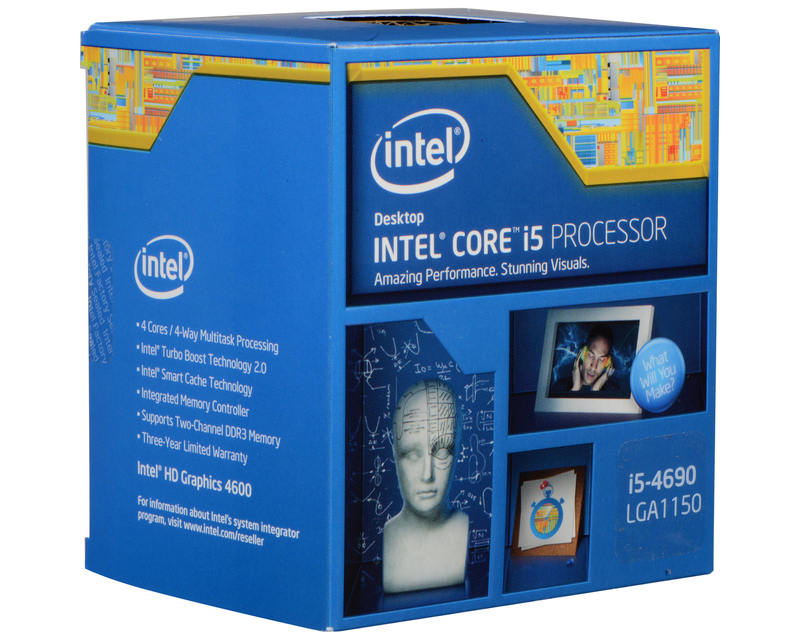 intel®
Desktop
INTEL® CORE™ i5 PROCESSOR
Amazing Performance. Stunning Visuals.
What
Will You
Make?
i5-4690
LGA1150
intel®
• 4 Cores / 4-Way Multitask Processing
• Intel® Turbo Boost Technology 2.0
• Intel® Smart Cache Technology
• Integrated Memory Controller
• Supports Two-Channel DDR3 Memory
• Three-Year Limited Warranty
Intel® HD Graphics 4600
For information about Intel's system integrator
program, visit www.intel.com/reseller
Intel Factory Sealed